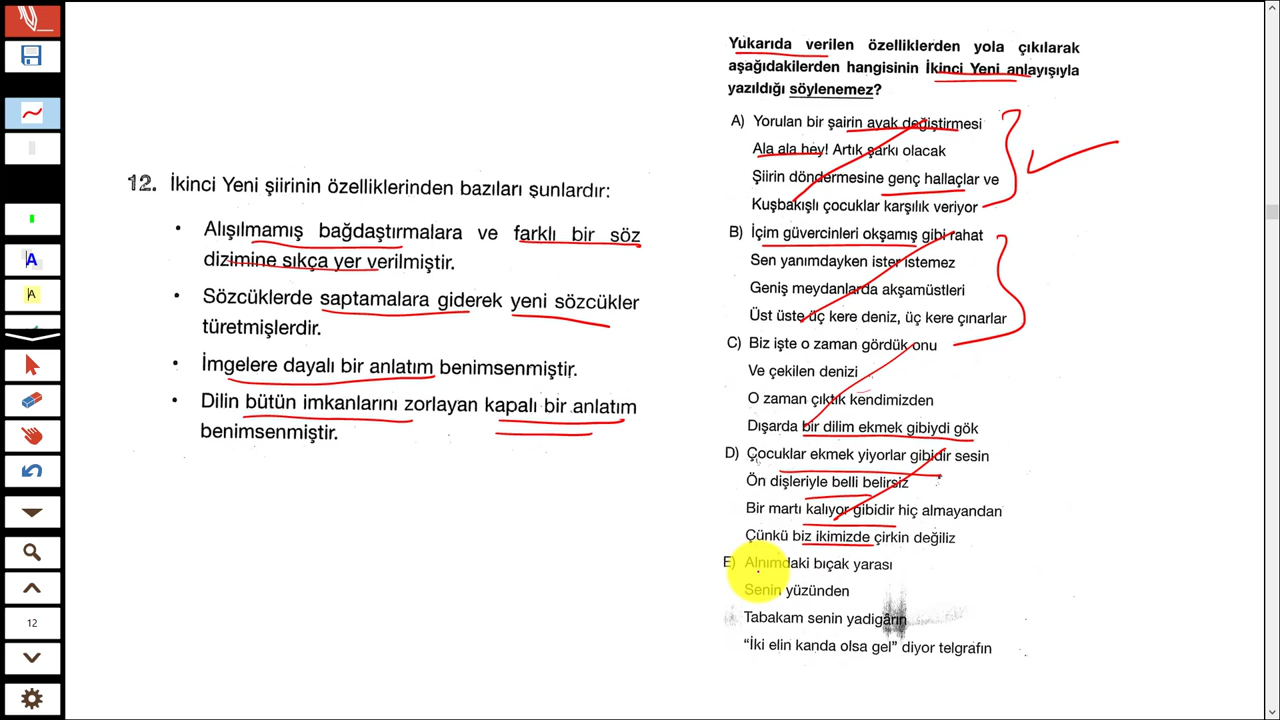 12. İkinci Yeni şiirinin özelliklerinden bazıları şunlardır:
• Alışılmamış bağdaştırmalara ve farklı bir söz
dizimine sıkça yer verilmiştir.
• Sözcüklerde saptamalara giderek yeni sözcükler
türetmişlerdir.
• İmgelere dayalı bir anlatım benimsenmiştir.
• Dilin bütün imkanlarını zorlayan kapalı bir anlatım
benimsenmiştir.
Yukarıda verilen özelliklerden yola çıkılarak
aşağıdakilerden hangisinin İkinci Yeni anlayışıyla
yazıldığı söylenemez?
A) Yorulan bir şairin ayak değiştirmesi
Ala ala hey! Artık şarkı olacak
Şiirin döndermesine genç hallaçlar ve
Kuşbakışlı çocuklar karşılık veriyor
B) İçim güvercinleri okşamış gibi rahat
Sen yanımdayken ister istemez
Geniş meydanlarda akşamüstleri
Üst üste üç kere deniz, üç kere çınarlar
C) Biz işte o zaman gördük onu
Ve çekilen denizi
O zaman çıktık kendimizden
Dışarda bir dilim ekmek gibiydi gök
D) Çocuklar ekmek yiyorlar gibidir sesin
Ön dişleriyle belli belirsiz
Bir martı kalıyor gibidir hiç almayandan
Çünkü biz ikimizde çirkin değiliz
E) Alnımdaki bıçak yarası
Senin yüzünden
Tabakam senin yadigârın
“İki elin kanda olsa gel” diyor telgrafın
A
A
12